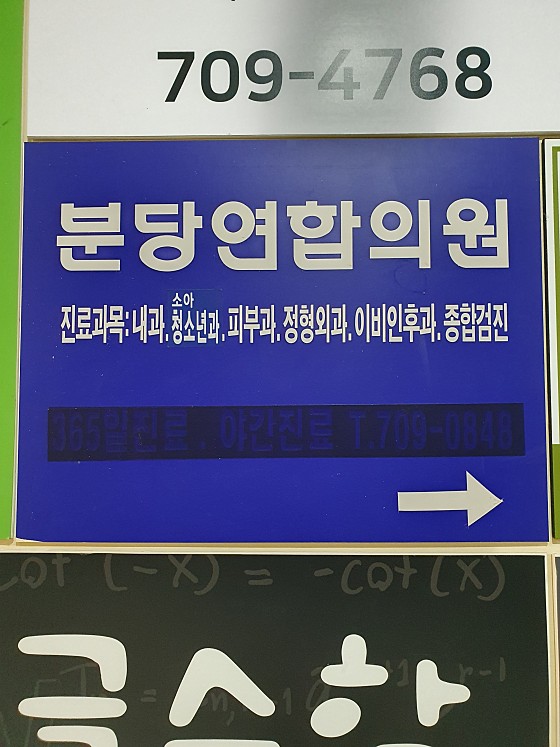 709-4768
분당연합의원
진료과목: 내과. 소아청소년과. 피부과. 정형외과. 이비인후과. 종합검진
365일진료. 야간진료 T.709-0848
cot (-x) = -cot (x)